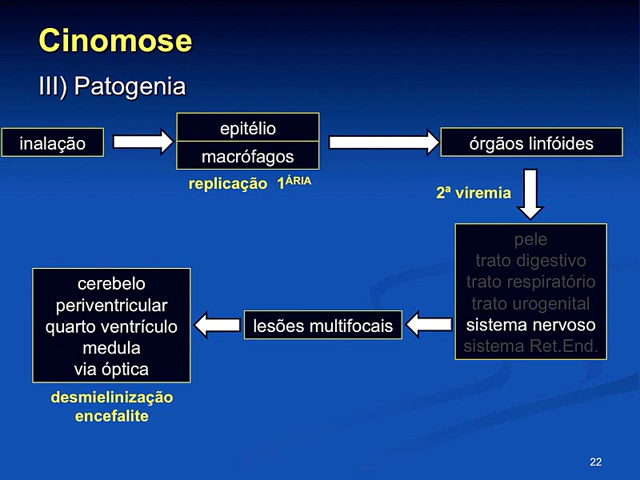 Cinomose
III) Patogenia
inalação
epitélio
macrófagos
replicação 1ÁRIA
órgãos linfóides
2ª viremia
pele
trato digestivo
trato respiratório
trato urogenital
sistema nervoso
sistema Ret.End.
lesões multifocais
cerebelo
periventricular
quarto ventrículo
medula
via óptica
desmielinização
encefalite
22